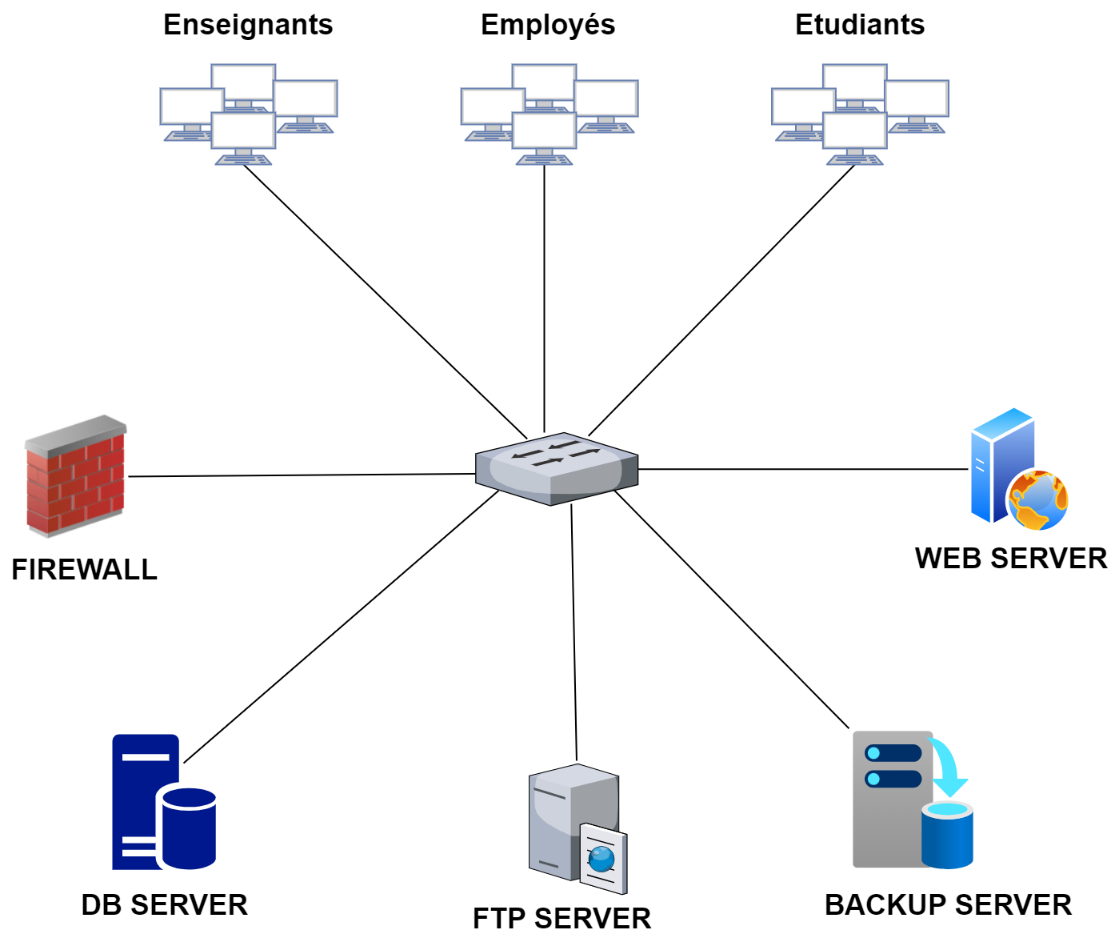 Enseignants
Employés
Etudiants
FIREWALL
WEB SERVER
DB SERVER
FTP SERVER
BACKUP SERVER